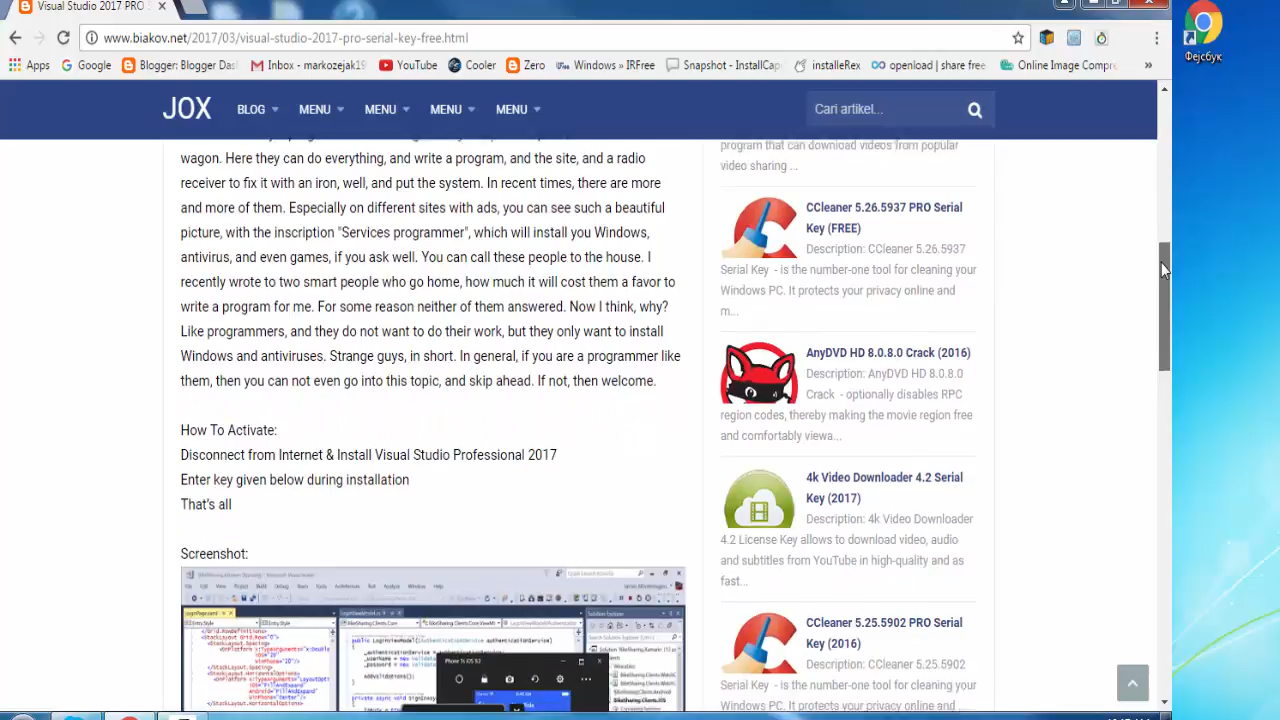 Visual Studio 2017 PRO S
www.biakov.net/2017/03/visual-studio-2017-pro-serial-key-free.html
Apps Google Blogger: Blogger Das Inbox - markozejak19 YouTube Cooler Zero Windows » IRFree Snapshot - InstallCap installeRex openload | share free Online Image Compre »
Фејсбук
JOX BLOG MENU MENU MENU MENU Cari artikel...
wagon. Here they can do everything, and write a program, and the site, and a radio
receiver to fix it with an iron, well, and put the system. In recent times, there are more
and more of them. Especially on different sites with ads, you can see such a beautiful
picture, with the inscription "Services programmer", which will install you Windows,
antivirus, and even games, if you ask well. You can call these people to the house. I
recently wrote to two smart people who go home, how much it will cost them a favor to
write a program for me. For some reason neither of them answered. Now I think, why?
Like programmers, and they do not want to do their work, but they only want to install
Windows and antiviruses. Strange guys, in short. In general, if you are a programmer like
them, then you can not even go into this topic, and skip ahead. If not, then welcome.
How To Activate:
Disconnect from Internet & Install Visual Studio Professional 2017
Enter key given below during installation
That's all
Screenshot:
program that can download videos from popular
video sharing ...
CCleaner 5.26.5937 PRO Serial
Key (FREE)
Description: CCleaner 5.26.5937
Serial Key - is the number-one tool for cleaning your
Windows PC. It protects your privacy online and
m...
AnyDVD HD 8.0.8.0 Crack (2016)
Description: AnyDVD HD 8.0.8.0
Crack - optionally disables RPC
region codes, thereby making the movie region free
and comfortably viewa...
4k Video Downloader 4.2 Serial
Key (2017)
Description: 4k Video Downloader
4.2 License Key allows to download video, audio
and subtitles from YouTube in high-quality and as
fast...
CCleaner 5.25.5902 PRO Serial
Key (2016)
Description: CCleaner 5.25.5902
Serial Key - is the number-one tool for cleaning your
Windows PC. It protects your privacy online and